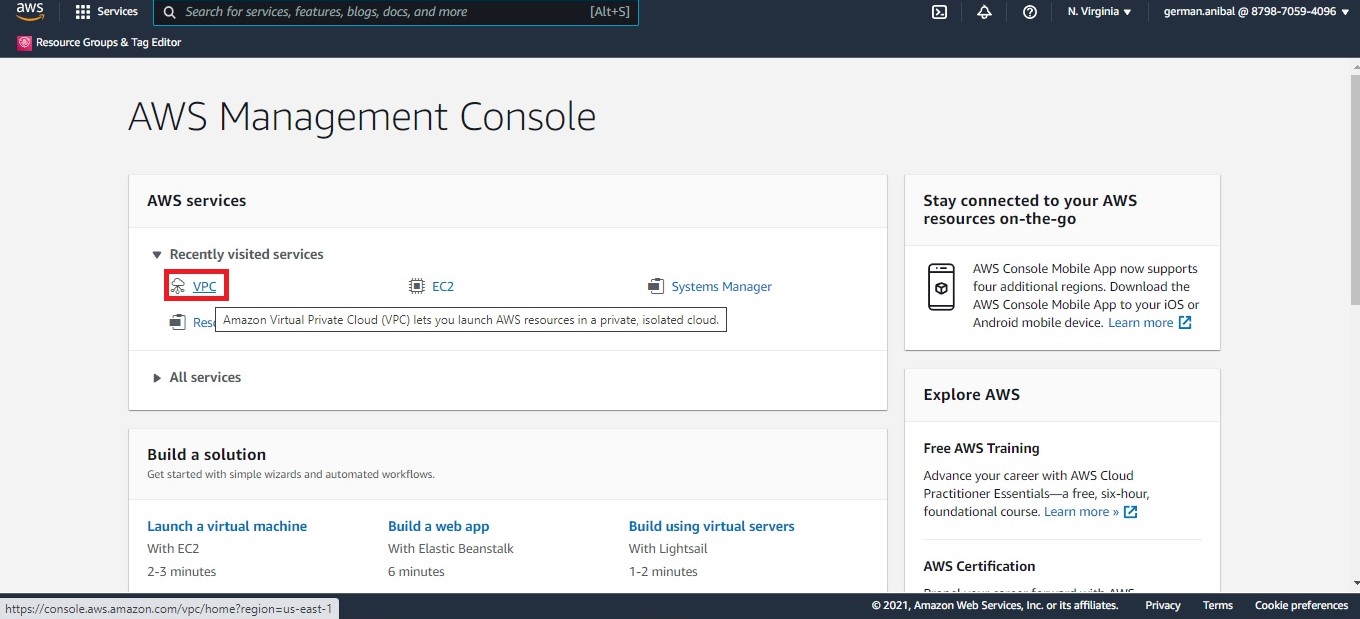 aws
Services
Search for services, features, blogs, docs, and more
[Alt+S]
N. Virginia
german.anibal @ 8798-7059-4096
Resource Groups & Tag Editor
AWS Management Console
AWS services
Recently visited services
VPC
EC2
Systems Manager
Amazon Virtual Private Cloud (VPC) lets you launch AWS resources in a private, isolated cloud.
All services
Build a solution
Get started with simple wizards and automated workflows.
Launch a virtual machine
With EC2
2-3 minutes
Build a web app
With Elastic Beanstalk
6 minutes
Build using virtual servers
With Lightsail
1-2 minutes
Stay connected to your AWS
resources on-the-go
AWS Console Mobile App now supports
four additional regions. Download the
AWS Console Mobile App to your iOS or
Android mobile device. Learn more
Explore AWS
Free AWS Training
Advance your career with AWS Cloud
Practitioner Essentials—a free, six-hour,
foundational course. Learn more »
AWS Certification
https://console.aws.amazon.com/vpc/home?region=us-east-1
© 2021, Amazon Web Services, Inc. or its affiliates.
Privacy
Terms
Cookie preferences